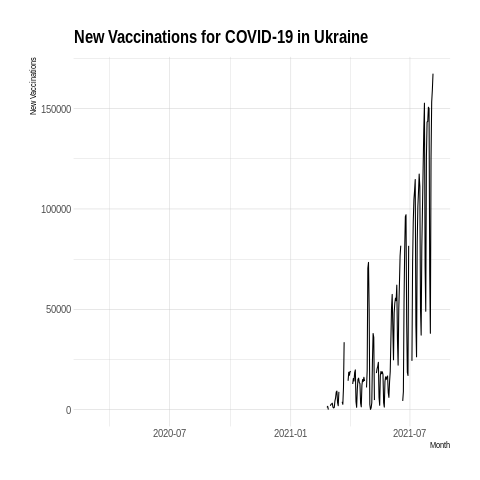 New Vaccinations for COVID-19 in Ukraine
New Vaccinations
150000
100000
50000
0
2020-07 2021-01 2021-07
Month